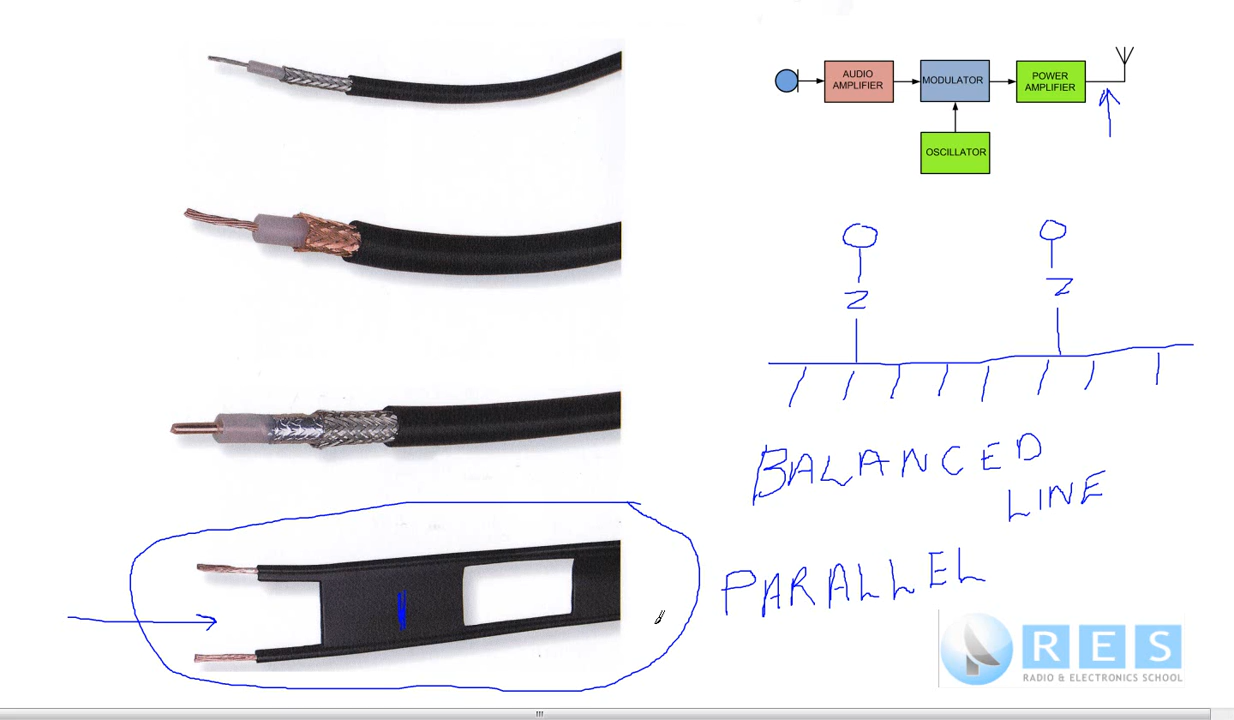 AUDIO
AMPLIFIER
MODULATOR
POWER
AMPLIFIER
OSCILLATOR
Z
Z
BALANCED
LINE
PARALLEL
RES
RADIO & ELECTRONICS SCHOOL